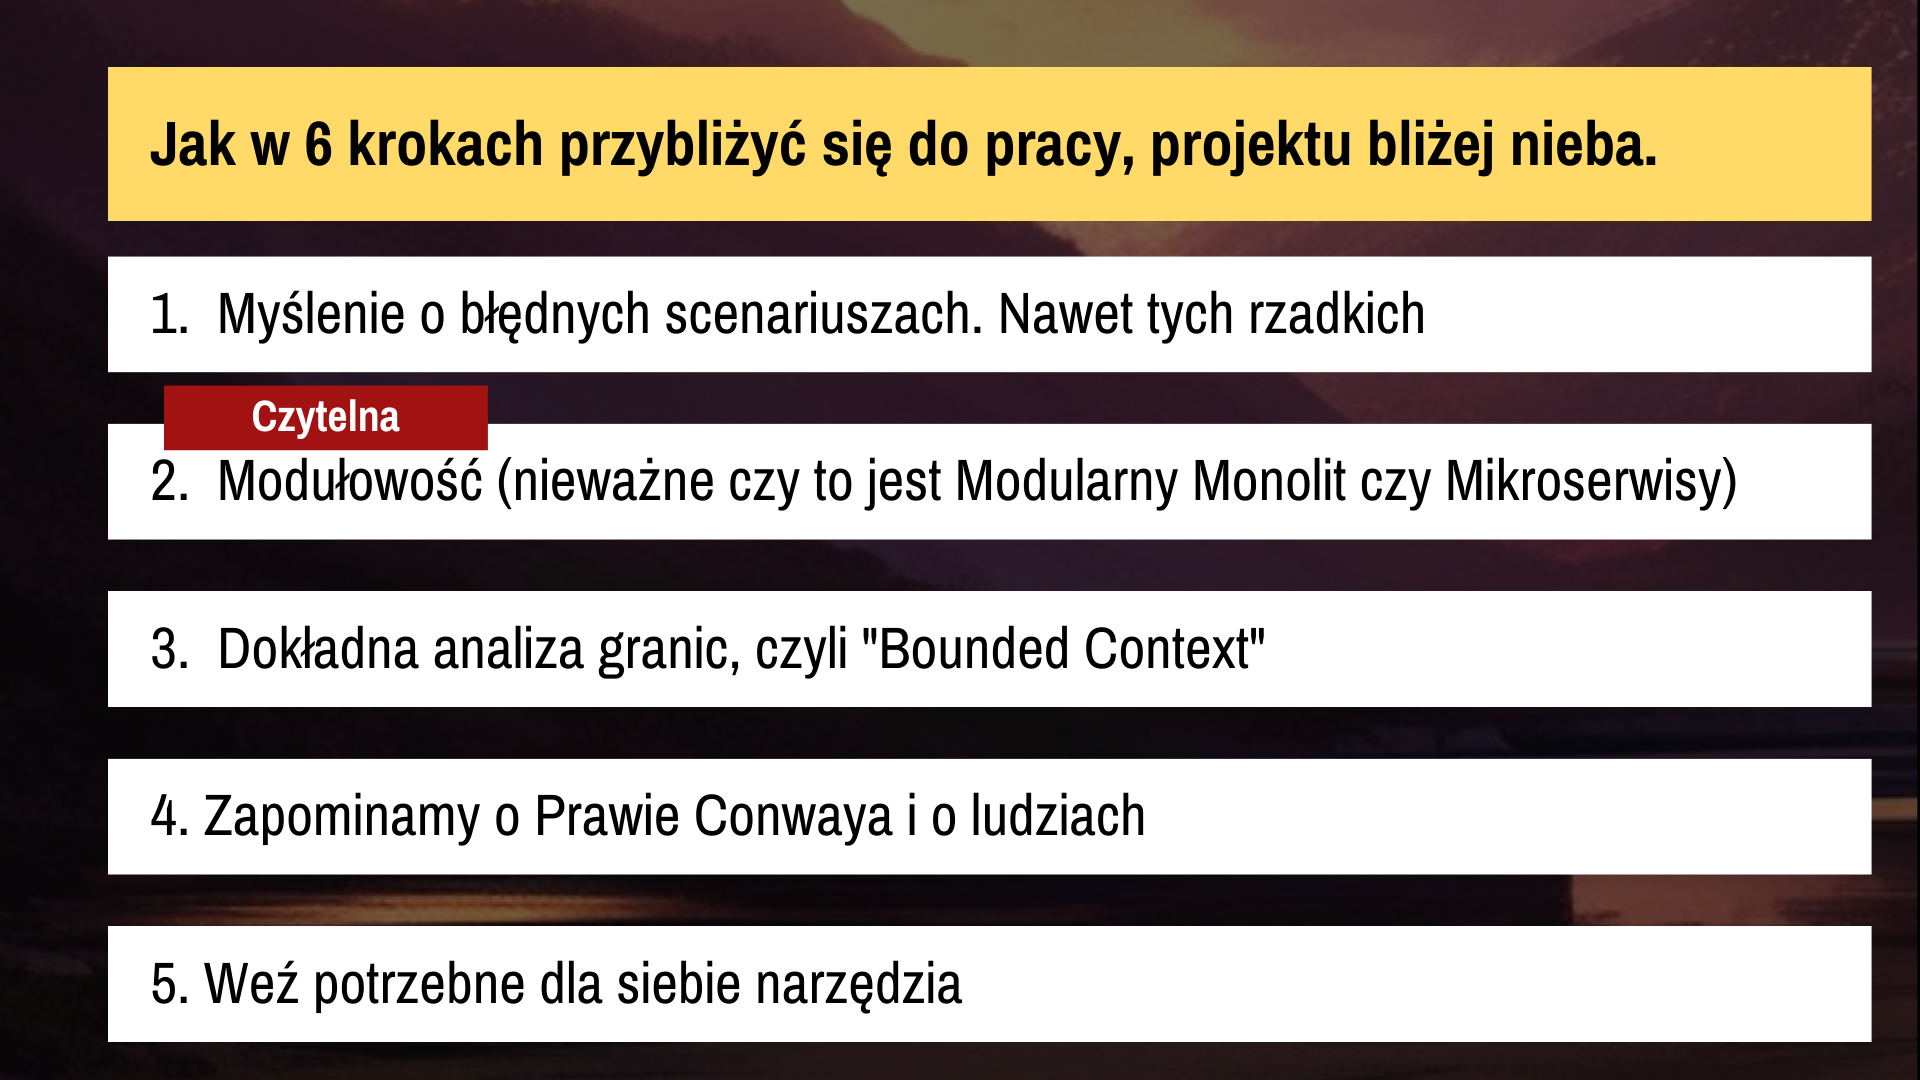 Jak w 6 krokach przybliżyć się do pracy, projektu bliżej nieba.
1. Myślenie o błędnych scenariuszach. Nawet tych rzadkich
Czytelna
2. Modułowość (nieważne czy to jest Modularny Monolit czy Mikroserwisy)
3. Dokładna analiza granic, czyli "Bounded Context"
4. Zapominamy o Prawie Conwaya i o ludziach
5. Weź potrzebne dla siebie narzędzia